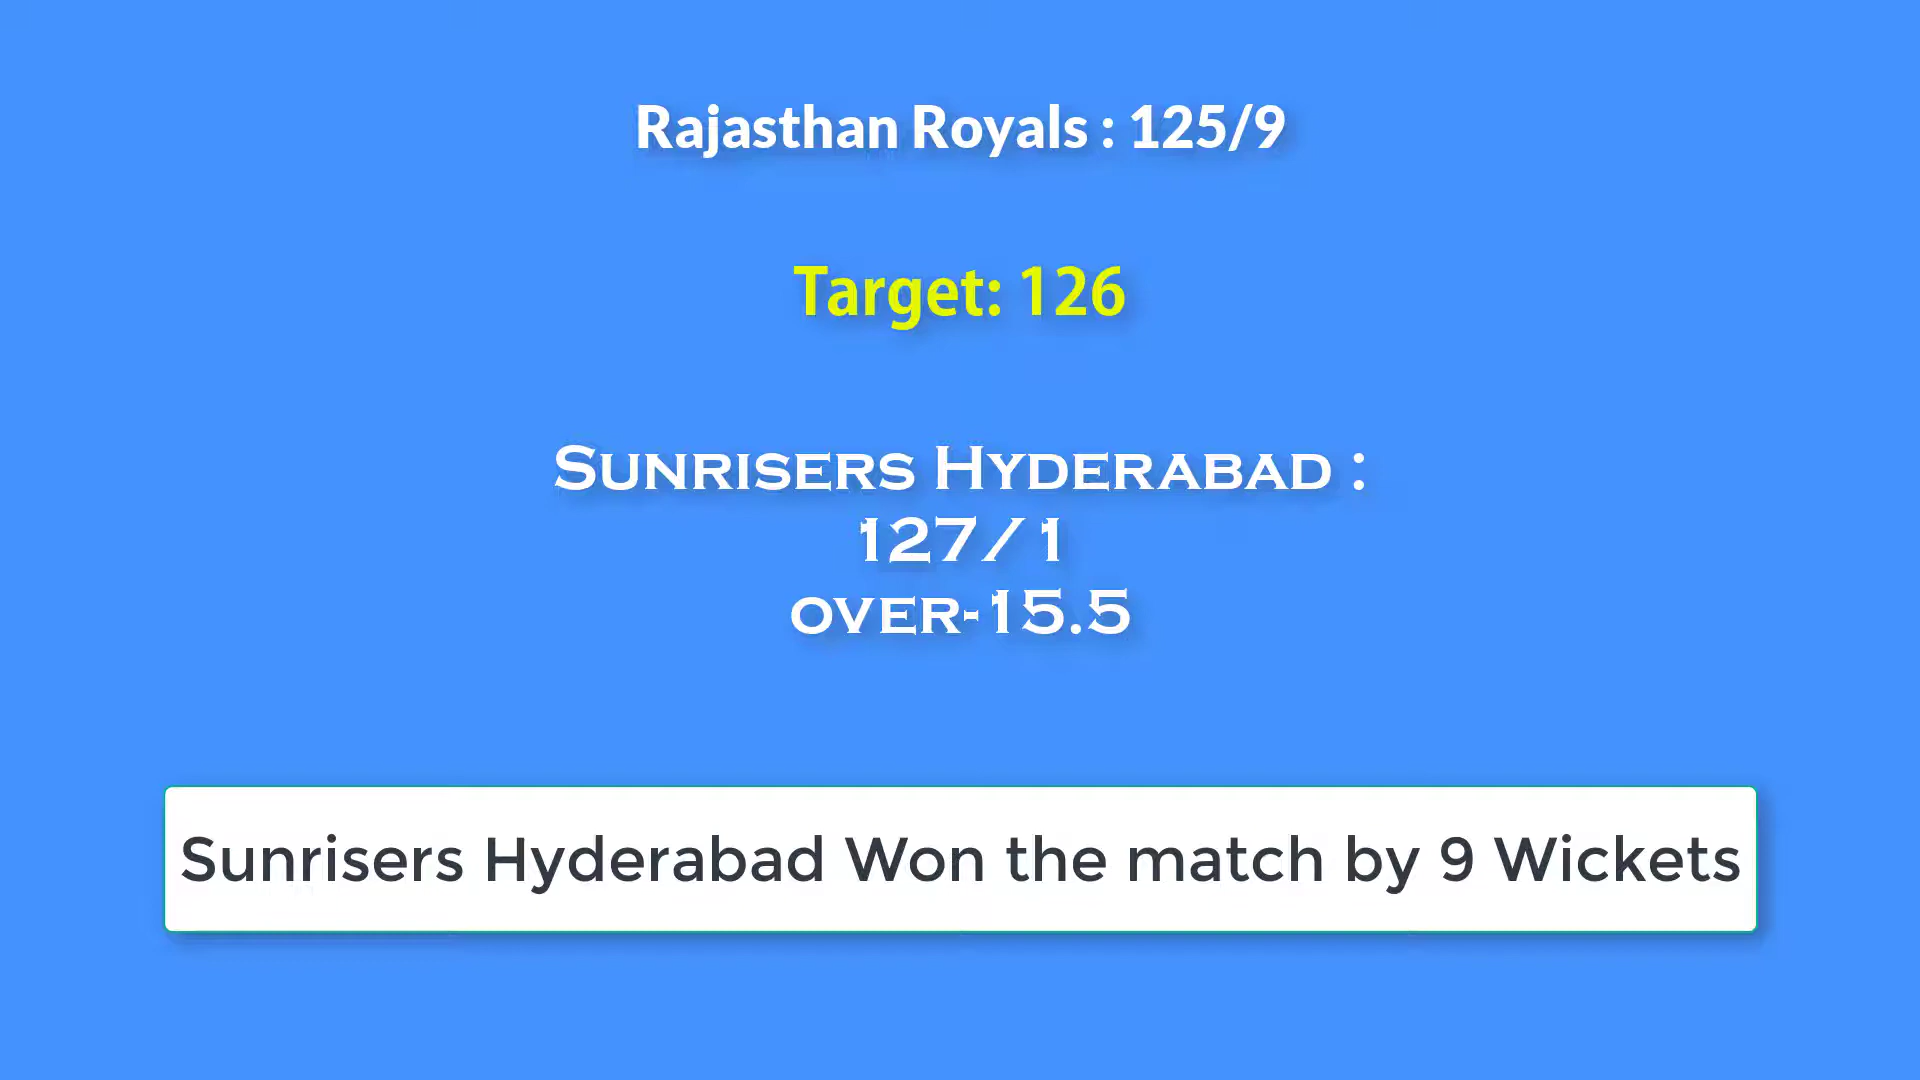 Rajasthan Royals : 125/9
Target: 126
Sunrisers Hyderabad :
127/1
over-15.5
Sunrisers Hyderabad Won the match by 9 Wickets